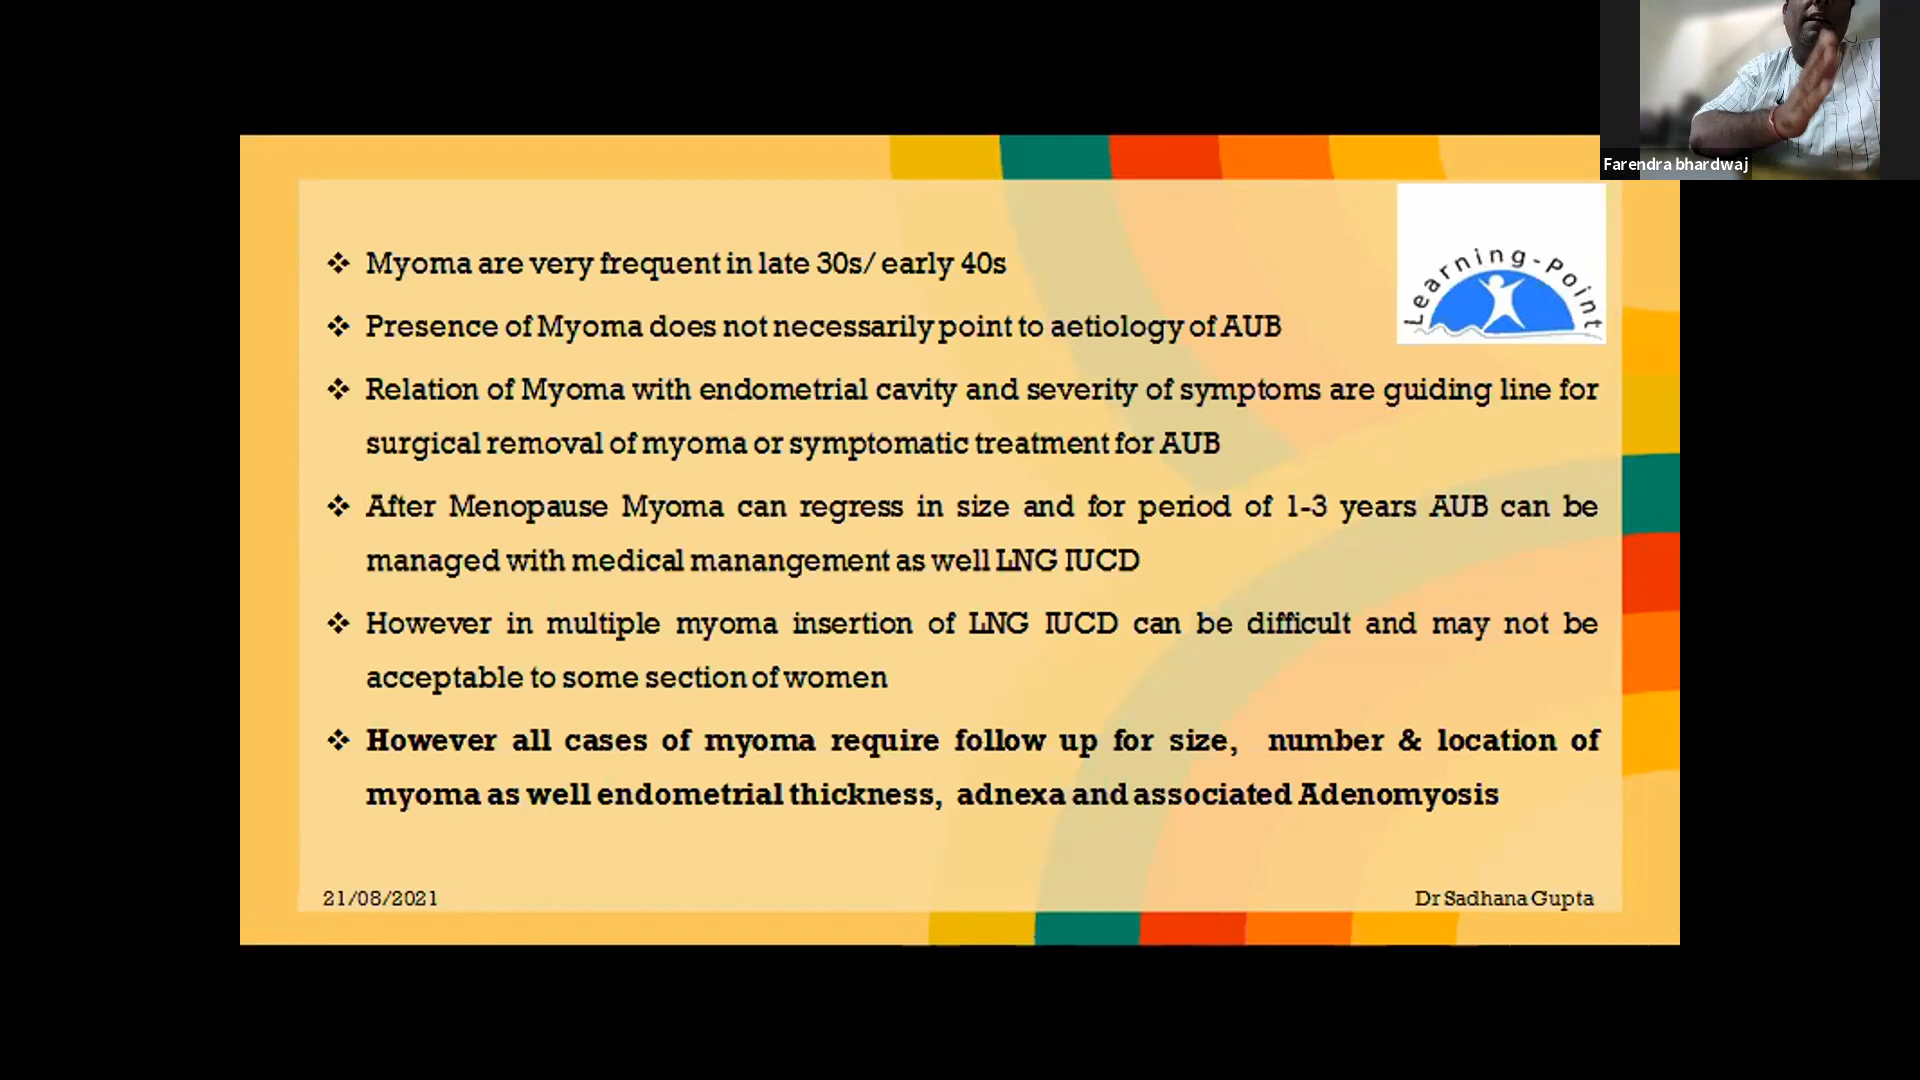 Farendra bhardwaj
Learning-Point
❖ Myoma are very frequent in late 30s/ early 40s
❖ Presence of Myoma does not necessarily point to aetiology of AUB
❖ Relation of Myoma with endometrial cavity and severity of symptoms are guiding line for
surgical removal of myoma or symptomatic treatment for AUB
❖ After Menopause Myoma can regress in size and for period of 1-3 years AUB can be
managed with medical manangement as well LNG IUCD
❖ However in multiple myoma insertion of LNG IUCD can be difficult and may not be
acceptable to some section of women
❖ However all cases of myoma require follow up for size, number & location of
myoma as well endometrial thickness, adnexa and associated Adenomyosis
21/08/2021
Dr Sadhana Gupta